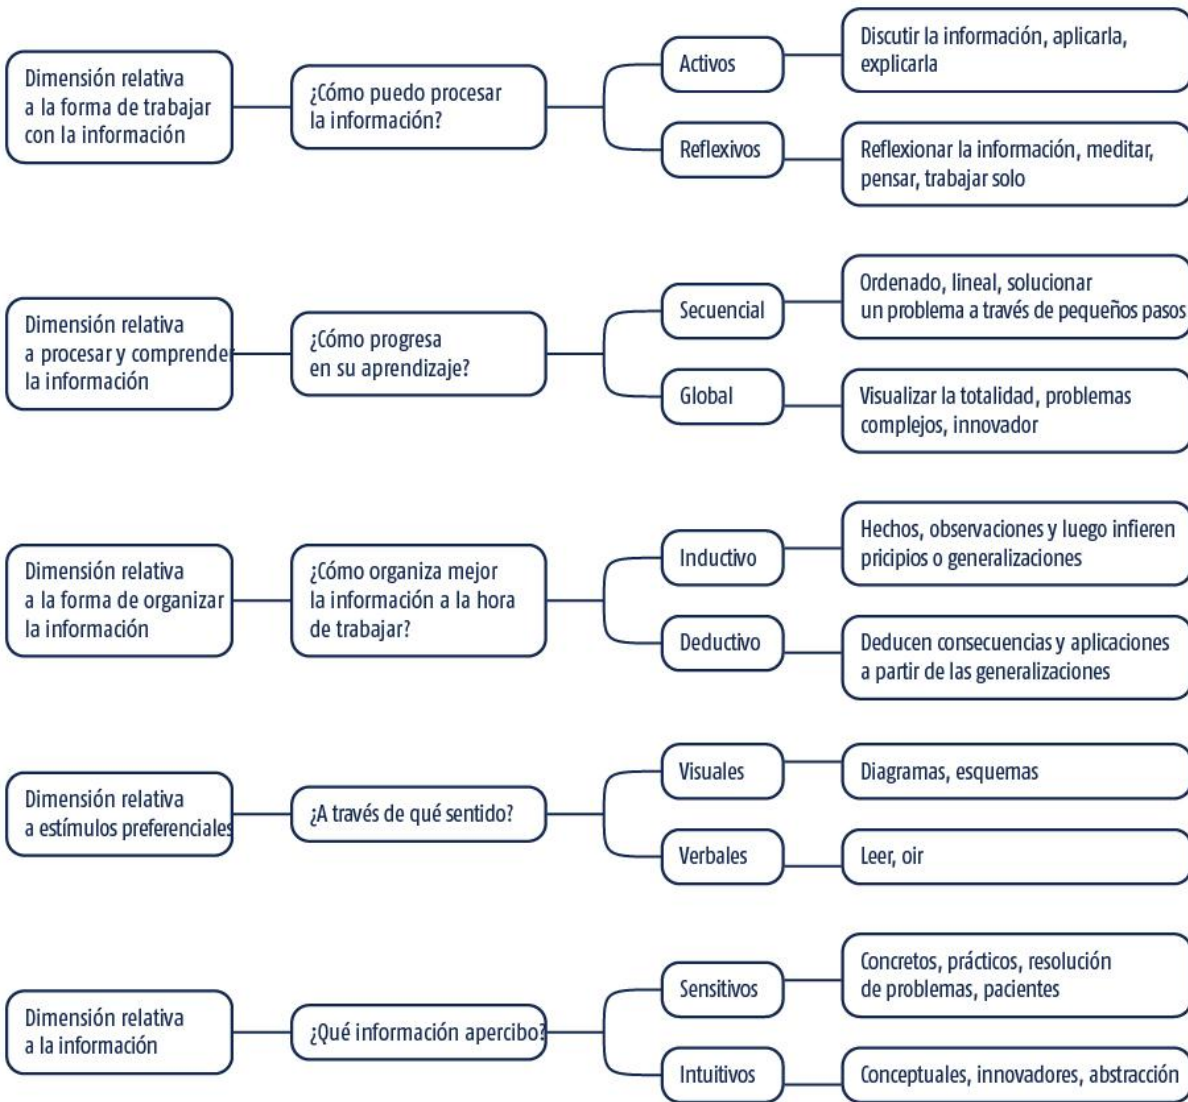 Dimensión relativa
a la forma de trabajar
con la información
¿Cómo puedo procesar
la información?
Activos
Discutir la información, aplicarla,
explicarla
Reflexivos
Reflexionar la información, meditar,
pensar, trabajar solo
Dimensión relativa
a procesar y comprender
la información
¿Cómo progresa
en su aprendizaje?
Secuencial
Ordenado, lineal, solucionar
un problema a través de pequeños pasos
Global
Visualizar la totalidad, problemas
complejos, innovador
Dimensión relativa
a la forma de organizar
la información
¿Cómo organiza mejor
la información a la hora
de trabajar?
Inductivo
Hechos, observaciones y luego infieren
pricipios o generalizaciones
Deductivo
Deducen consecuencias y aplicaciones
a partir de las generalizaciones
Dimensión relativa
a estímulos preferenciales
¿A través de qué sentido?
Visuales
Diagramas, esquemas
Verbales
Leer, oir
Dimensión relativa
a la información
¿Qué información apercibo?
Sensitivos
Concretos, prácticos, resolución
de problemas, pacientes
Intuitivos
Conceptuales, innovadores, abstracción